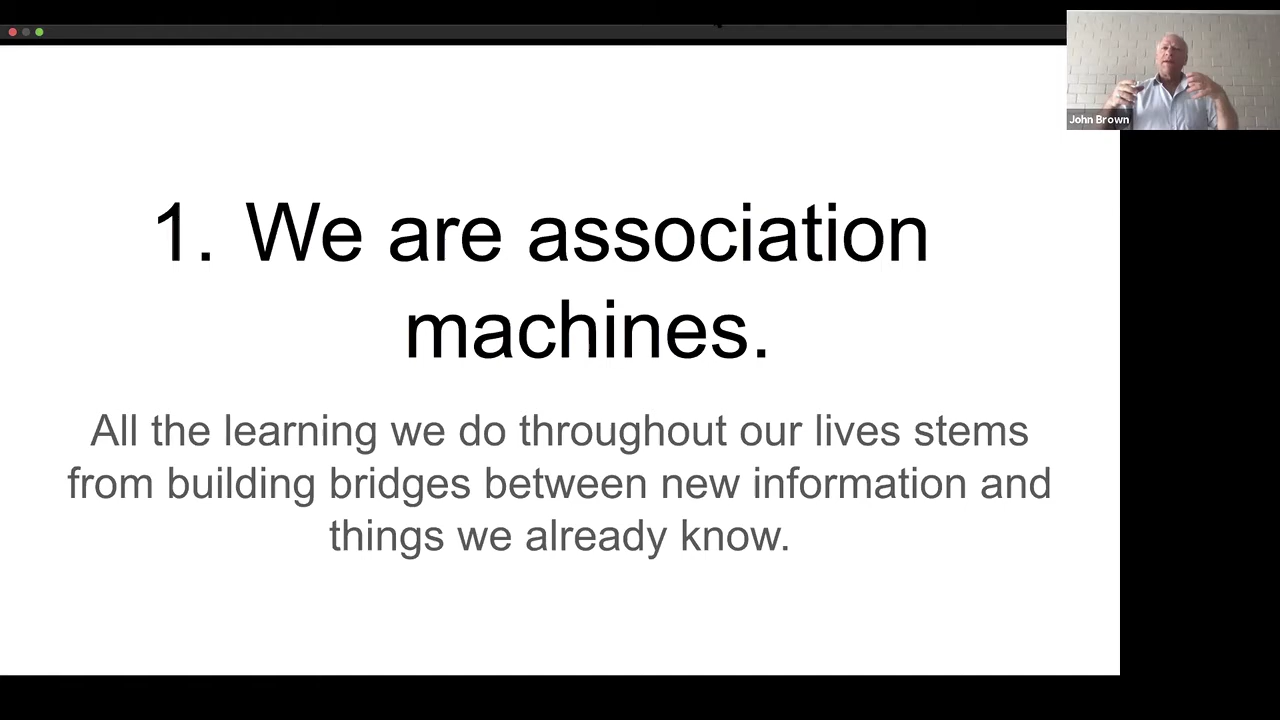 John Brown
1. We are association
machines.
All the learning we do throughout our lives stems
from building bridges between new information and
things we already know.